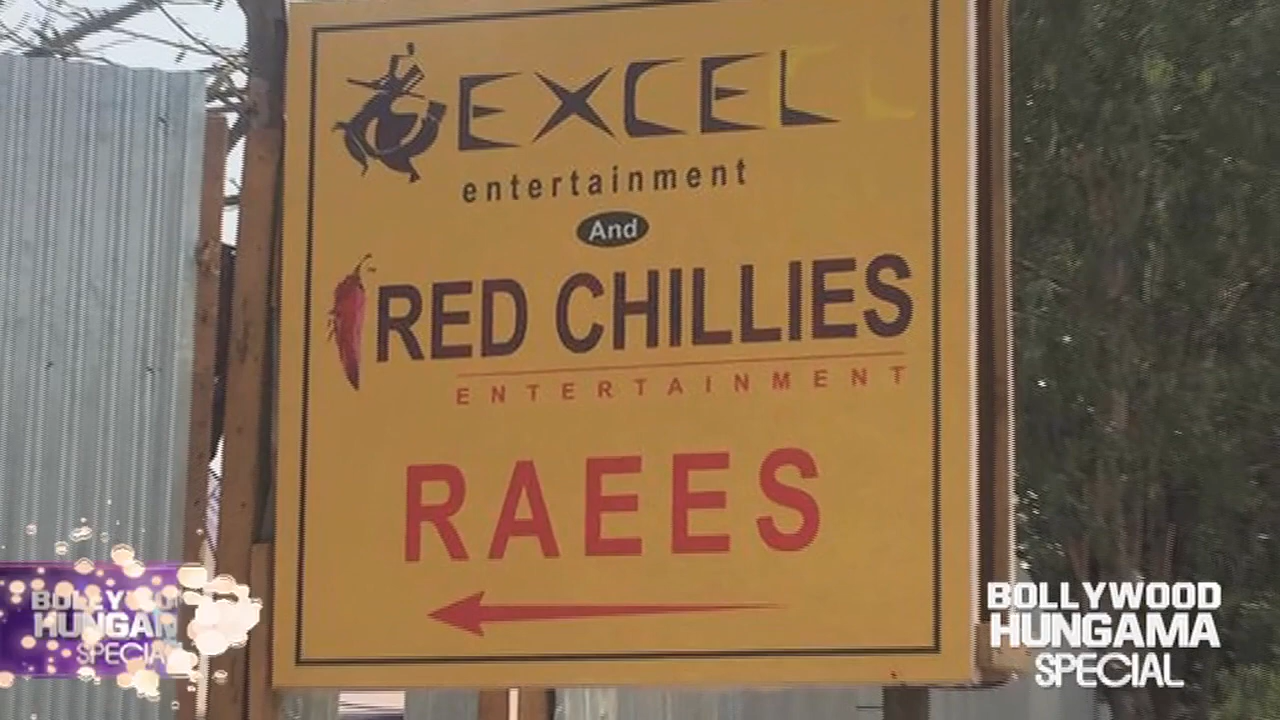 EXCEL
entertainment
And
RED CHILLIES
ENTERTAINMENT
RAEES
BOLLYWOOD
HUNGAMA
SPECIAL
BOLLYWOOD
HUNGAMA
SPECIAL